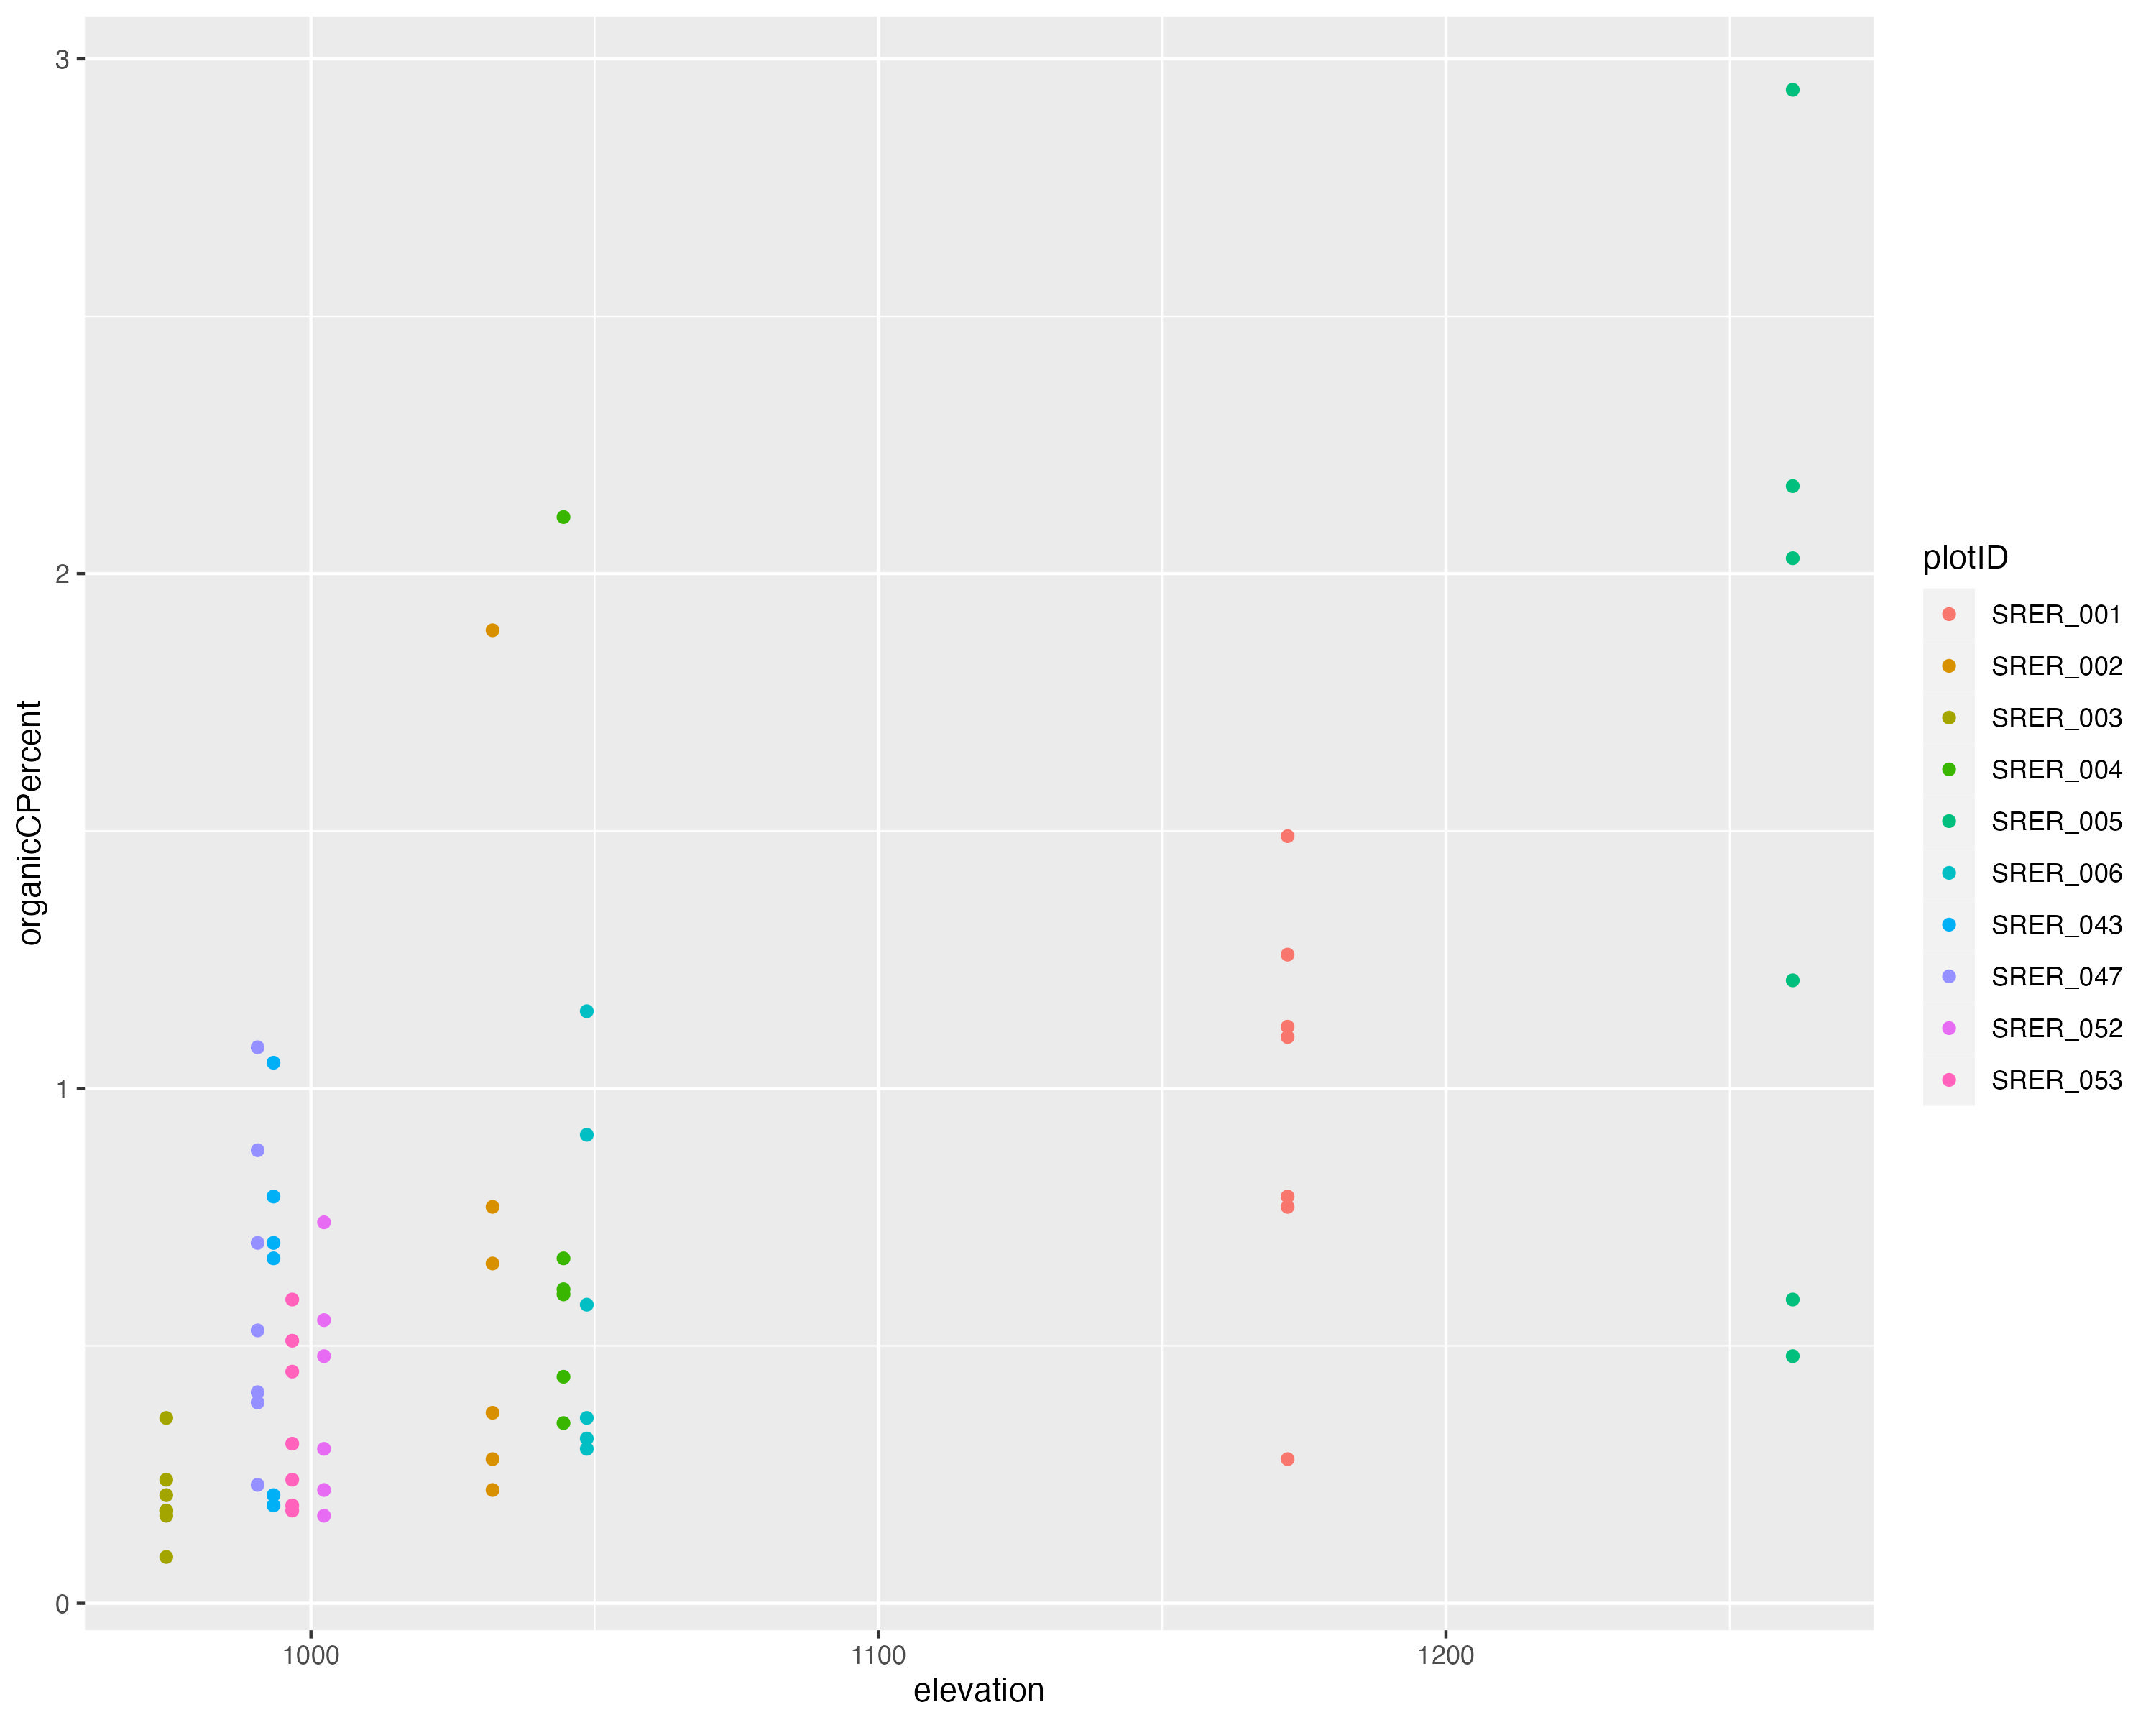 3
2
1
0
organicCPercent
1000
1100
1200
elevation
plotID
SRER_001
SRER_002
SRER_003
SRER_004
SRER_005
SRER_006
SRER_043
SRER_047
SRER_052
SRER_053